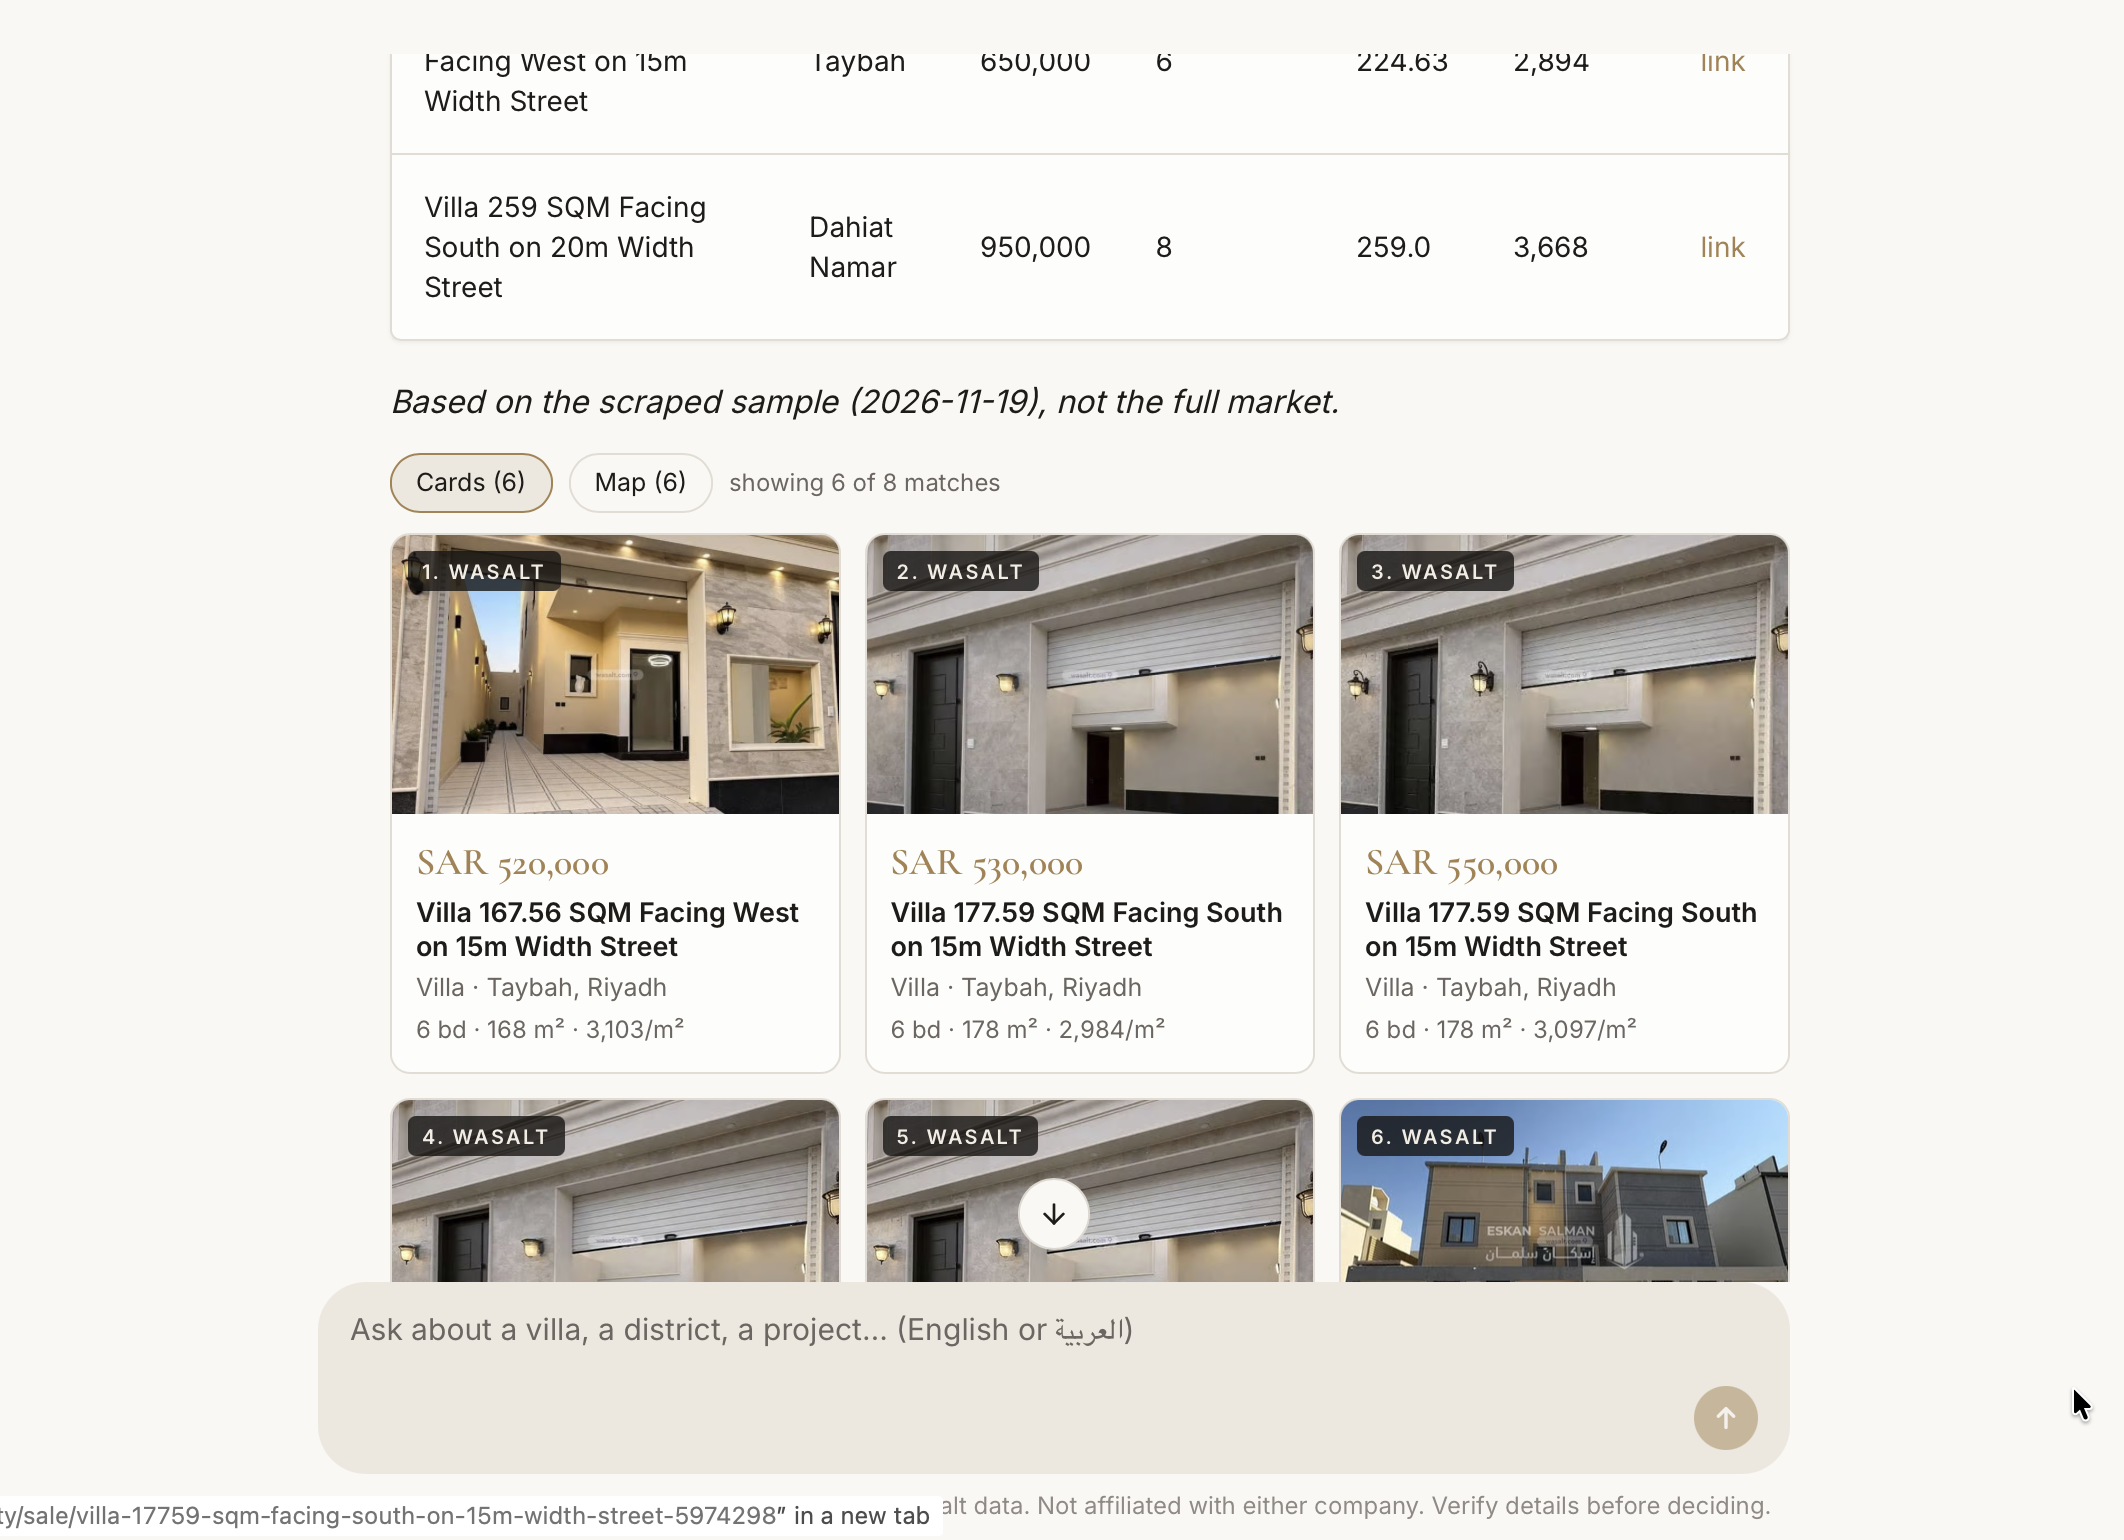 Facing West on 15m Taybah 650,000 6 224.63 2,894 link
Width Street
Villa 259 SQM Facing
South on 20m Width
Street
Dahiat
Namar
950,000 8 259.0 3,668 link
Based on the scraped sample (2026-11-19), not the full market.
Cards (6) Map (6) showing 6 of 8 matches
1. WASALT
2. WASALT
3. WASALT
SAR 520,000
Villa 167.56 SQM Facing West
on 15m Width Street
Villa · Taybah, Riyadh
6 bd · 168 m² · 3,103/m²
SAR 530,000
Villa 177.59 SQM Facing South
on 15m Width Street
Villa · Taybah, Riyadh
6 bd · 178 m² · 2,984/m²
SAR 550,000
Villa 177.59 SQM Facing South
on 15m Width Street
Villa · Taybah, Riyadh
6 bd · 178 m² · 3,097/m²
4. WASALT
5. WASALT
6. WASALT
ESKAN SALMAN
إسكان سلمان
Ask about a villa, a district, a project... (English or العربية)
alt data. Not affiliated with either company. Verify details before deciding.
ty/sale/villa-17759-sqm-facing-south-on-15m-width-street-5974298” in a new tab